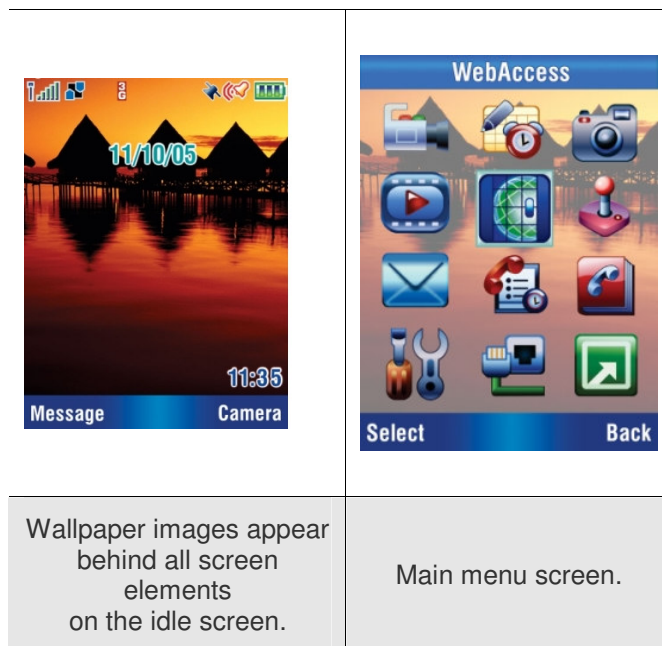 3
G
11/10/05
11:35
Message Camera
WebAccess
Select Back
Wallpaper images appear
behind all screen
elements
on the idle screen.
Main menu screen.